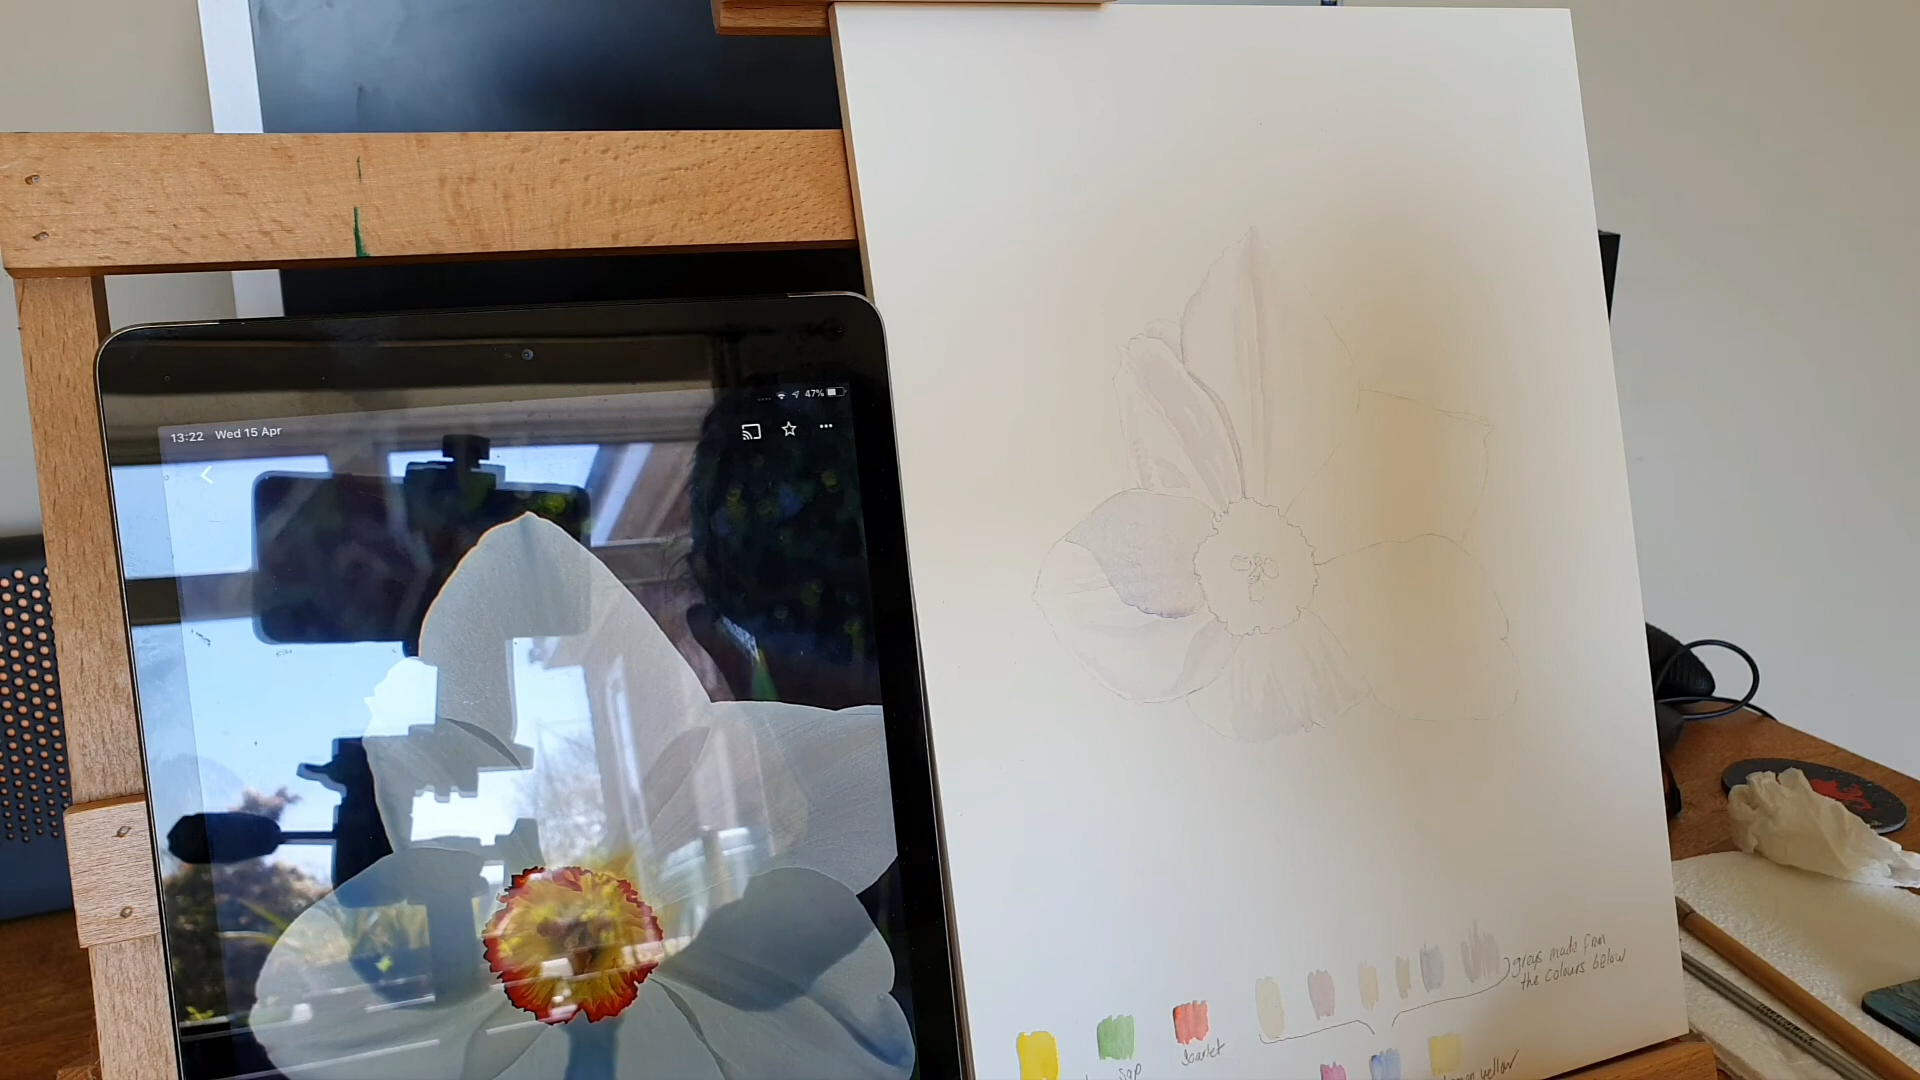 13:22 Wed 15 Apr
47%
greys made from
the colours below
Scarlet
Sap
yellow